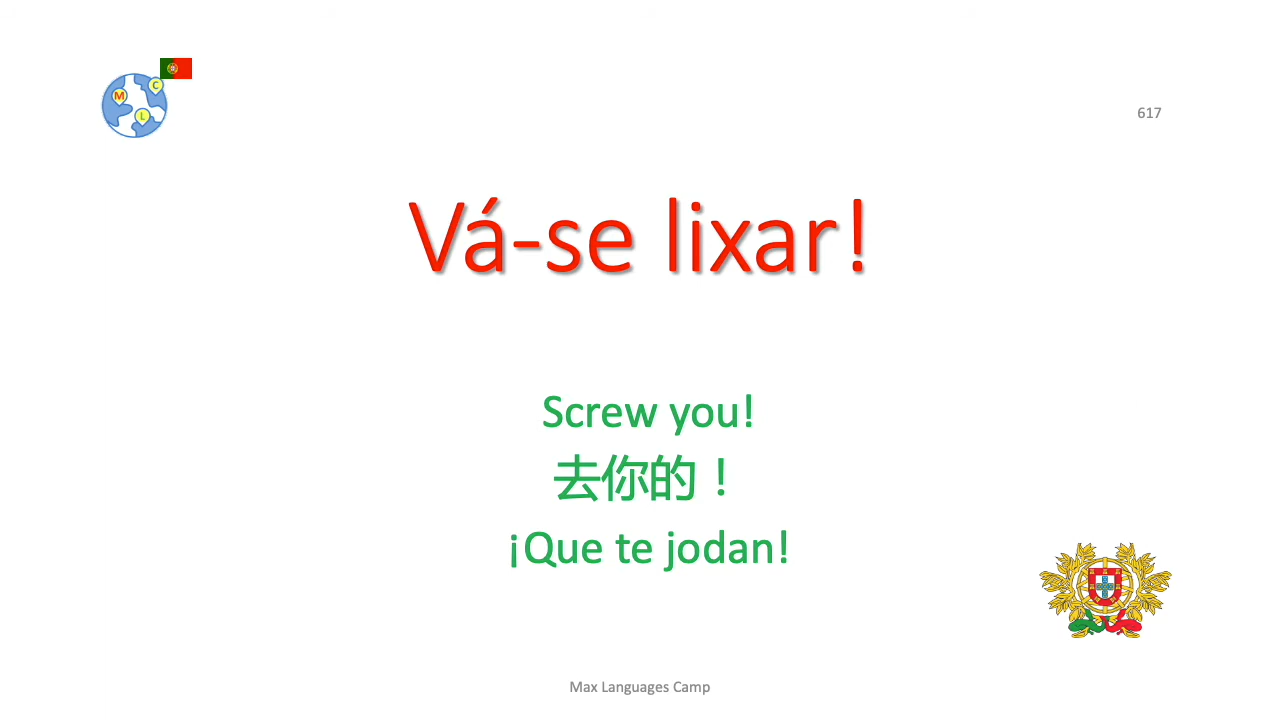 M
C
L
617
Vá-se lixar!
Screw you!
去你的！
¡Que te jodan!
Max Languages Camp